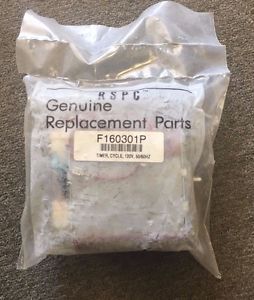 RSPC
Genuine
Replacement Parts
F160301P
TIMER, CYCLE, 120V, 50/60HZ